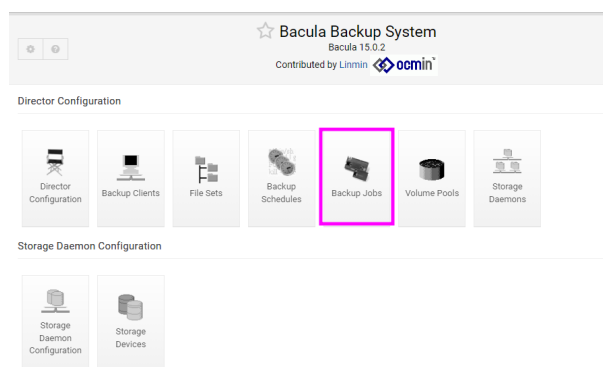 Bacula Backup System
Bacula 15.0.2
Contributed by Linmin ocmin™
Director Configuration
Director
Configuration
Backup Clients
File Sets
Backup
Schedules
Backup Jobs
Volume Pools
Storage
Daemons
Storage Daemon Configuration
Storage
Daemon
Configuration
Storage
Devices